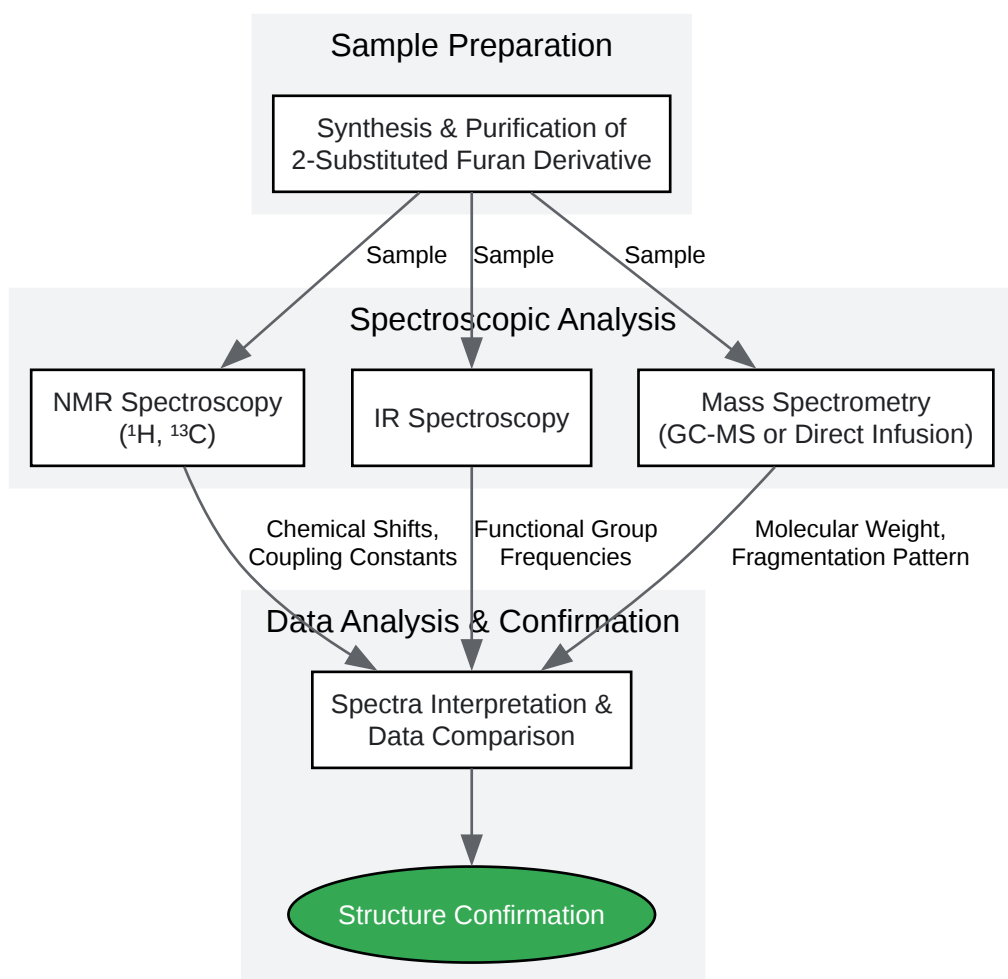 Sample Preparation
Synthesis & Purification of
2-Substituted Furan Derivative
Sample
Sample
Sample
Spectroscopic Analysis
NMR Spectroscopy
(¹H, ¹³C)
IR Spectroscopy
Mass Spectrometry
(GC-MS or Direct Infusion)
Chemical Shifts,
Coupling Constants
Functional Group
Frequencies
Molecular Weight,
Fragmentation Pattern
Data Analysis & Confirmation
Spectra Interpretation &
Data Comparison
Structure Confirmation